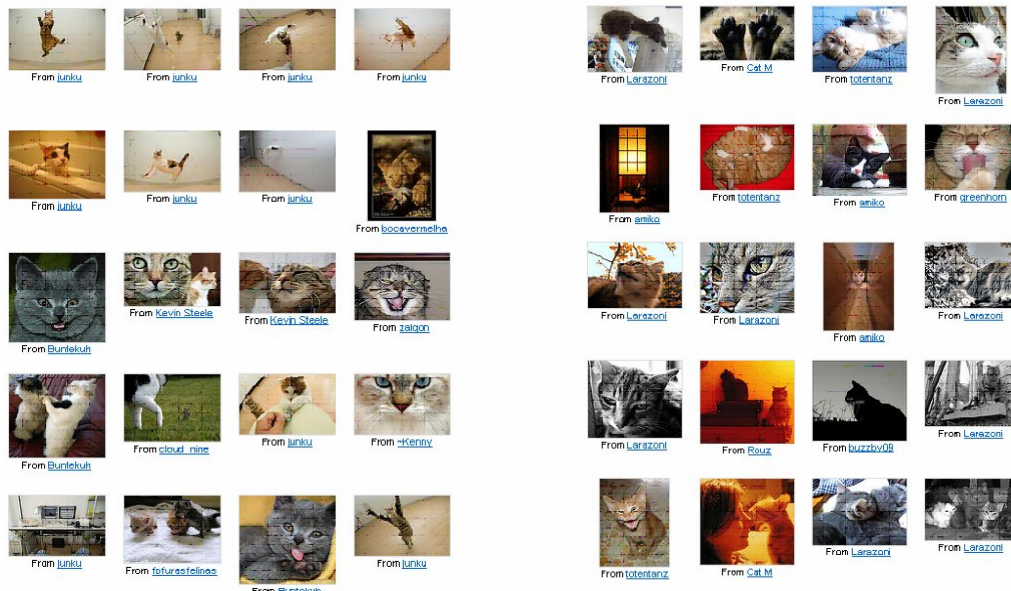 From junku
From junku
From junku
From junku
From junku
From junku
From junku
From bocavermelha
From Buntekuh
From Kevin Steele
From Kevin Steele
From zaigon
From Buntekuh
From cloud_nine
From junku
From ~Kenny
From junku
From fofurasfelinas
From Buntekuh
From junku
From Larazoni
From Cat M
From totentanz
From Larazoni
From amiko
From totentanz
From amiko
From greenhorn
From Larazoni
From Larazoni
From amiko
From Larazoni
From Larazoni
From Rouz
From buzzby09
From Larazoni
From totentanz
From Cat M
From Larazoni
From Larazoni